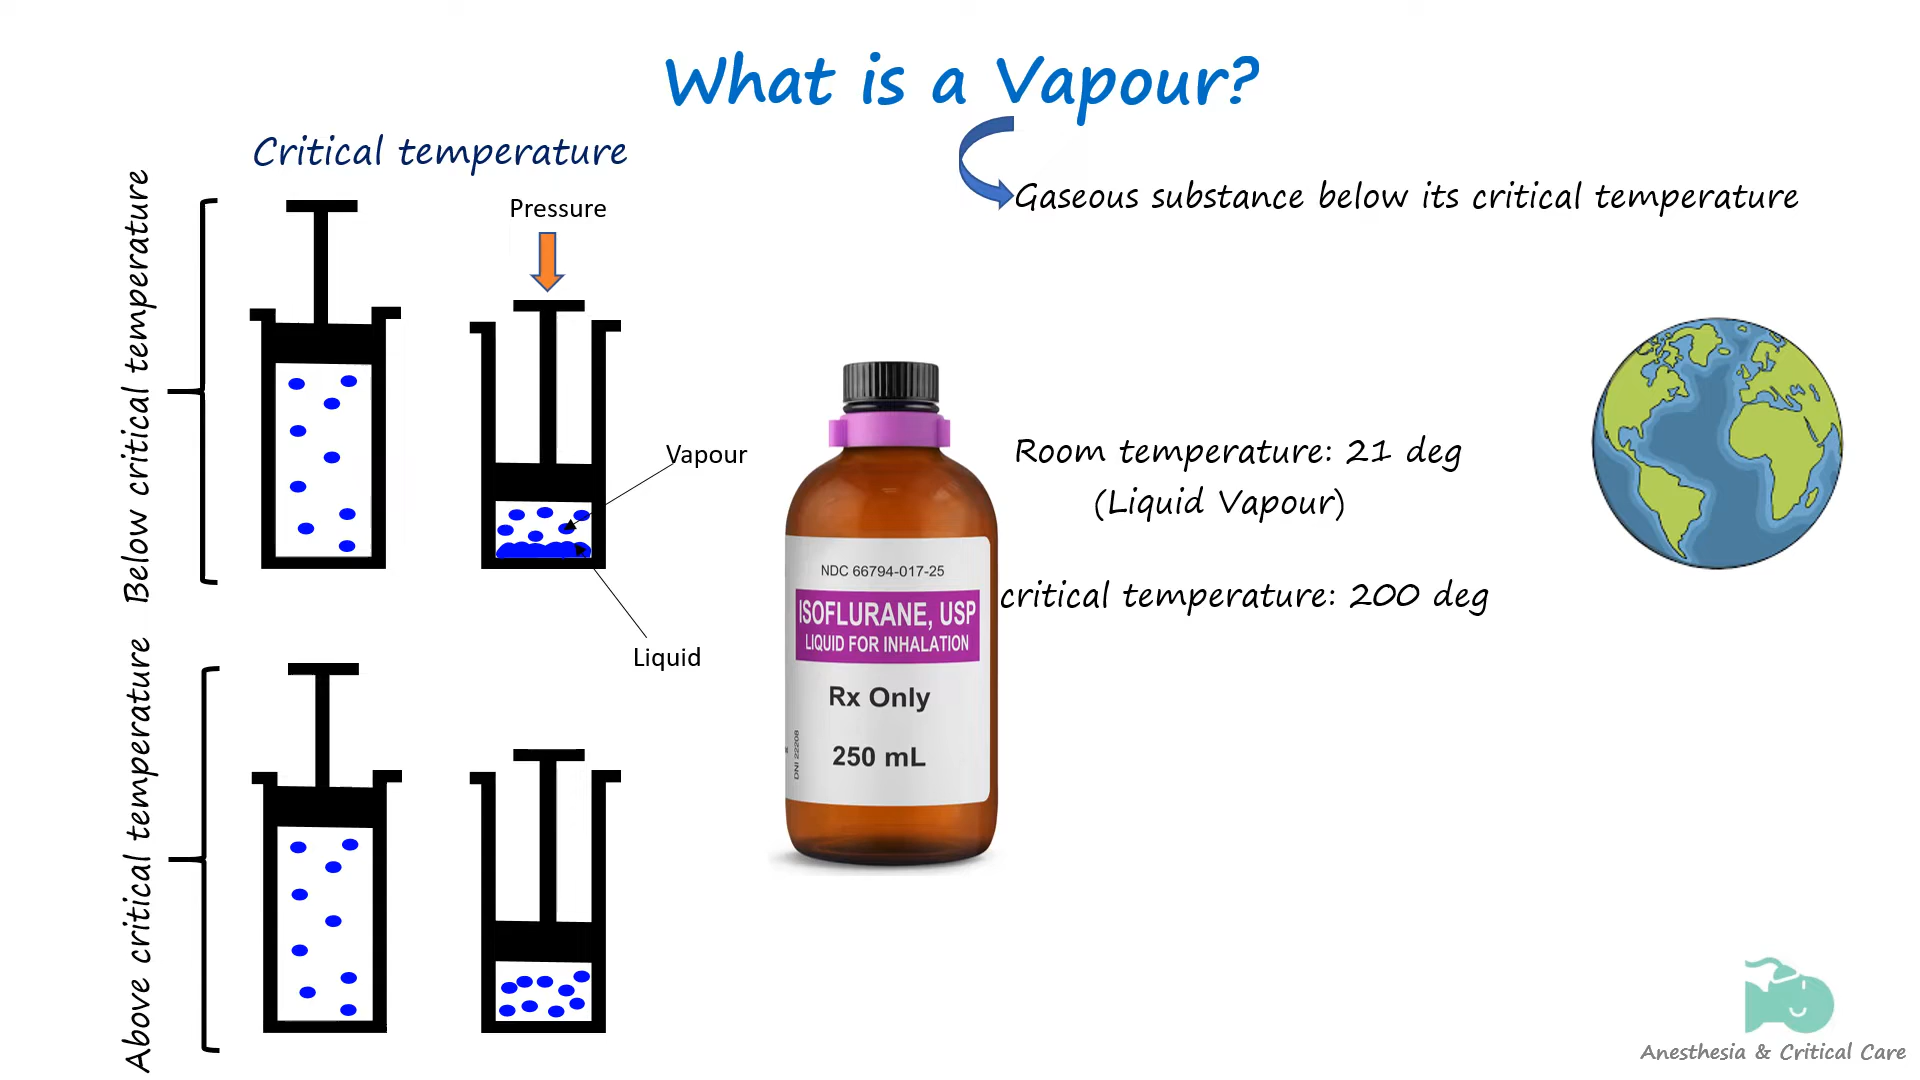 What is a Vapour?
Critical temperature
Gaseous substance below its critical temperature
Below critical temperature
Pressure
Vapour
Liquid
Above critical temperature
NDC 66794-017-25
ISOFLURANE, USP
LIQUID FOR INHALATION
Rx Only
250 mL
DNI 22208
Room temperature: 21 deg
(Liquid Vapour)
critical temperature: 200 deg
Anesthesia & Critical Care